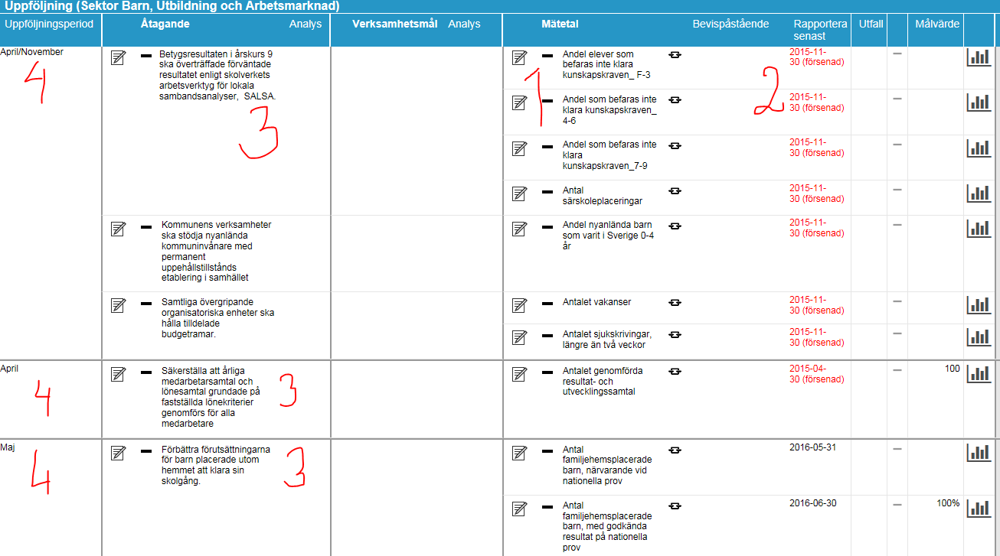 Uppföljning (Sektor Barn, Utbildning och Arbetsmarknad)
Uppföljningsperiod Åtagande Analys Verksamhetsmål Analys Mätetal Bevispåstående Rapportera senast Utfall Målvärde
April/November
4
Betygsresultaten i årskurs 9
ska överträffade förväntade
resultatet enligt skolverkets
arbetsverktyg för lokala
sambandsanalyser, SALSA.
3
1
2
Andel elever som
befaras inte klara
kunskapskraven_ F-3
2015-11-
30 (försenad)
Andel som befaras inte
klara kunskapskraven_
4-6
2015-11-
30 (försenad)
Andel som befaras inte
klara
kunskapskraven_7-9
2015-11-
30 (försenad)
Antal
särskoleplaceringar
2015-11-
30 (försenad)
Kommunens verksamheter
ska stödja nyanlända
kommuninvånare med
permanent
uppehållstillstånds
etablering i samhället
Andel nyanlända barn
som varit i Sverige 0-4
år
2015-11-
30 (försenad)
Samtliga övergripande
organisatoriska enheter ska
hålla tilldelade
budgetramar.
Antalet vakanser
2015-11-
30 (försenad)
Antalet sjukskrivingar,
längre än två veckor
2015-11-
30 (försenad)
April
4
Säkerställa att årliga
medarbetarsamtal och
lönesamtal grundade på
fastställda lönekriterier
genomförs för alla
medarbetare
3
Antalet genomförda
resultat- och
utvecklingssamtal
2015-04-
30 (försenad)
100
Maj
4
Förbättra förutsättningarna
för barn placerade utom
hemmet att klara sin
skolgång.
3
Antal
familjehemsplacerade
barn, närvarande vid
nationella prov
2016-05-31
Antal
familjehemsplacerade
barn, med godkända
resultat på nationella
prov
2016-06-30
100%